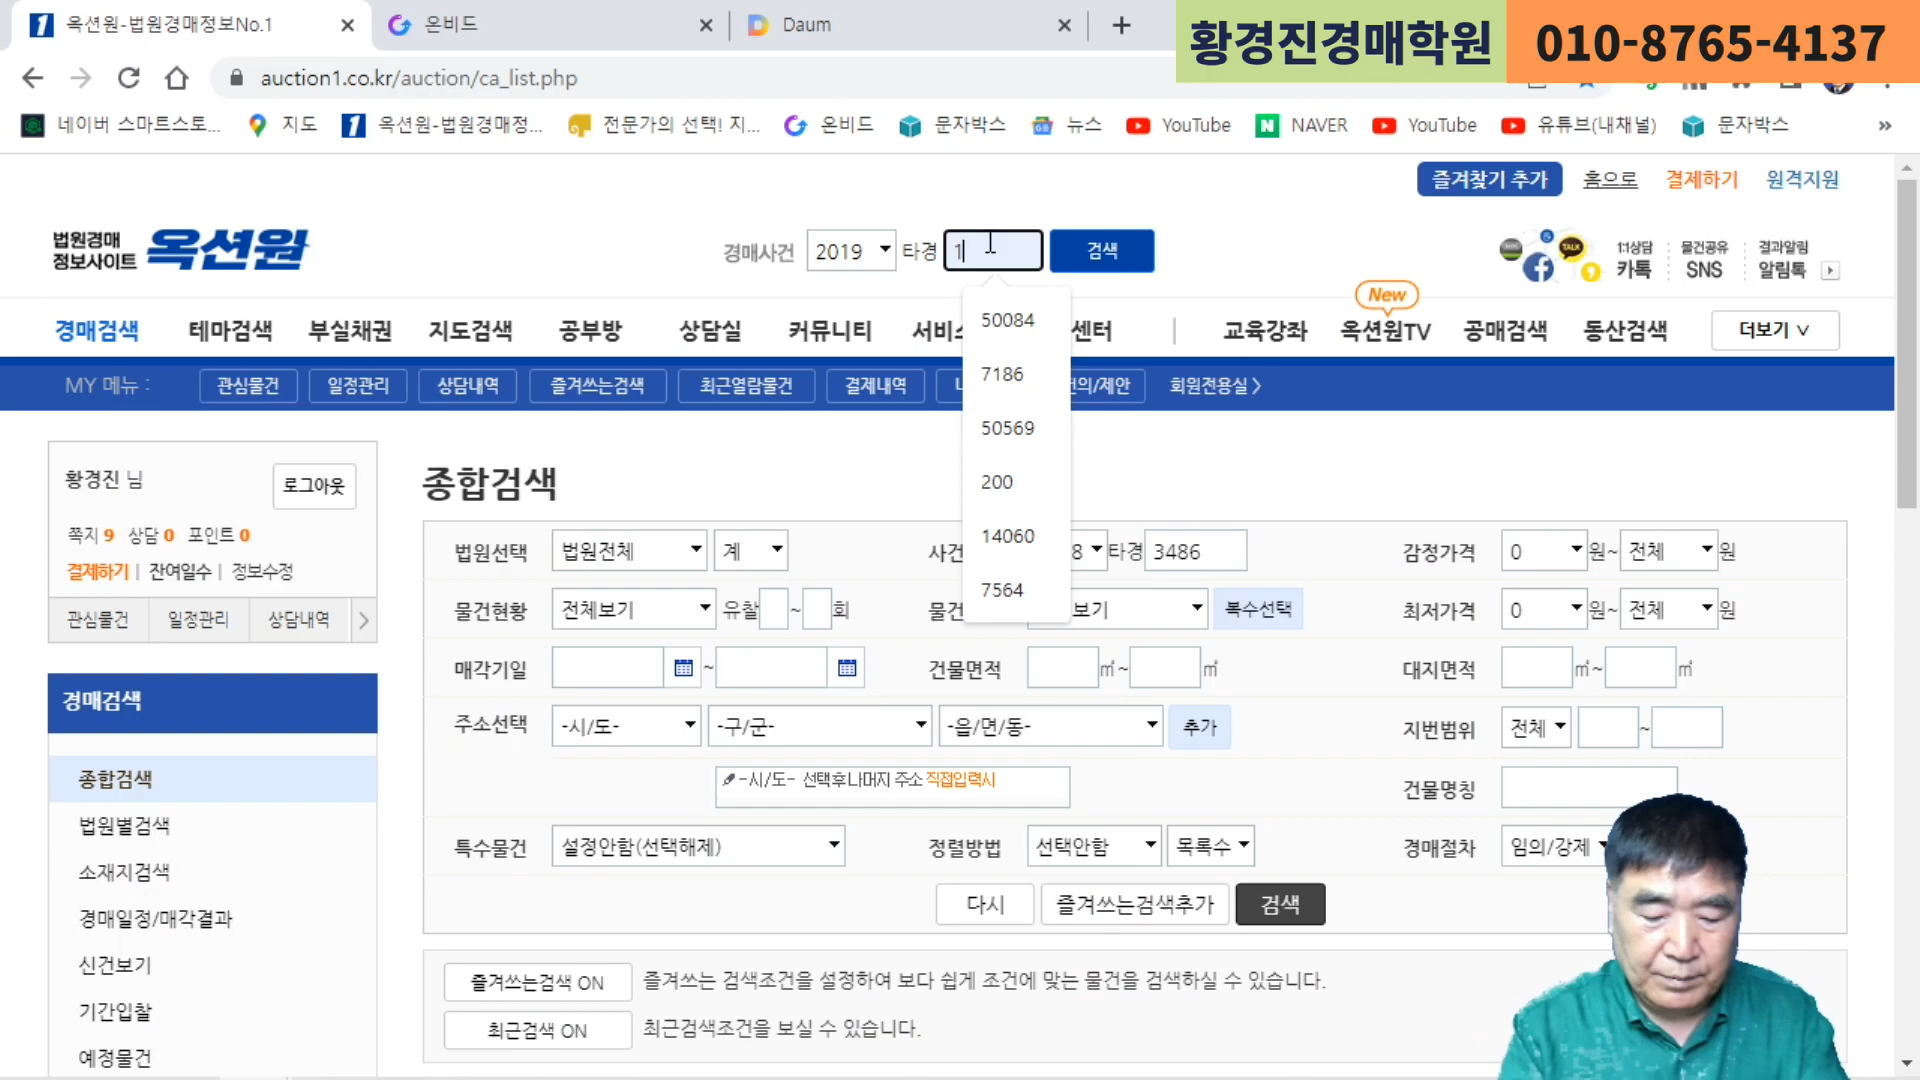 옥션원-법원경매정보No.1
온비드
Daum
황경진경매학원
010-8765-4137
auction1.co.kr/auction/ca_list.php
네이버 스마트스토...
지도
옥션원-법원경매정...
전문가의 선택! 지...
온비드
문자박스
뉴스
YouTube
NAVER
YouTube
유튜브(내채널)
문자박스
즐겨찾기 추가 홈으로 결제하기 원격지원
법원경매
정보사이트 옥션원
경매사건 2019 타경 1 검색
1:1상담
카톡
물건공유
SNS
결과알림
알림톡
New
경매검색 테마검색 부실채권 지도검색 공부방 상담실 커뮤니티 서비스 센터 | 교육강좌 옥션원TV 공매검색 동산검색 더보기 ∨
MY 메뉴 : 관심물건 일정관리 상담내역 즐겨쓰는검색 최근열람물건 결제내역 의/제안 회원전용실
50084
7186
50569
200
14060
7564
황경진 님 로그아웃
쪽지 9 상담 0 포인트 0
결제하기 | 잔여일수 | 정보수정
관심물건 일정관리 상담내역
경매검색
종합검색
법원별검색
소재지검색
경매일정/매각결과
신건보기
기간입찰
예정물건
종합검색
법원선택 법원전체 계 사건 8 타경 3486 감정가격 0 원~ 전체 원
물건현황 전체보기 유찰 ~ 회 물건 보기 복수선택 최저가격 0 원~ 전체 원
매각기일 ~ 건물면적 ㎡~ ㎡ 대지면적 ㎡~ ㎡
주소선택 -시/도- -구/군- -읍/면/동- 추가 지번범위 전체 ~
-시/도- 선택후 나머지 주소 직접입력시 건물명칭
특수물건 설정안함(선택해제) 정렬방법 선택안함 목록수 경매절차 임의/강제
다시 즐겨쓰는검색추가 검색
즐겨쓰는검색 ON 즐겨쓰는 검색조건을 설정하여 보다 쉽게 조건에 맞는 물건을 검색하실 수 있습니다.
최근검색 ON 최근검색조건을 보실 수 있습니다.